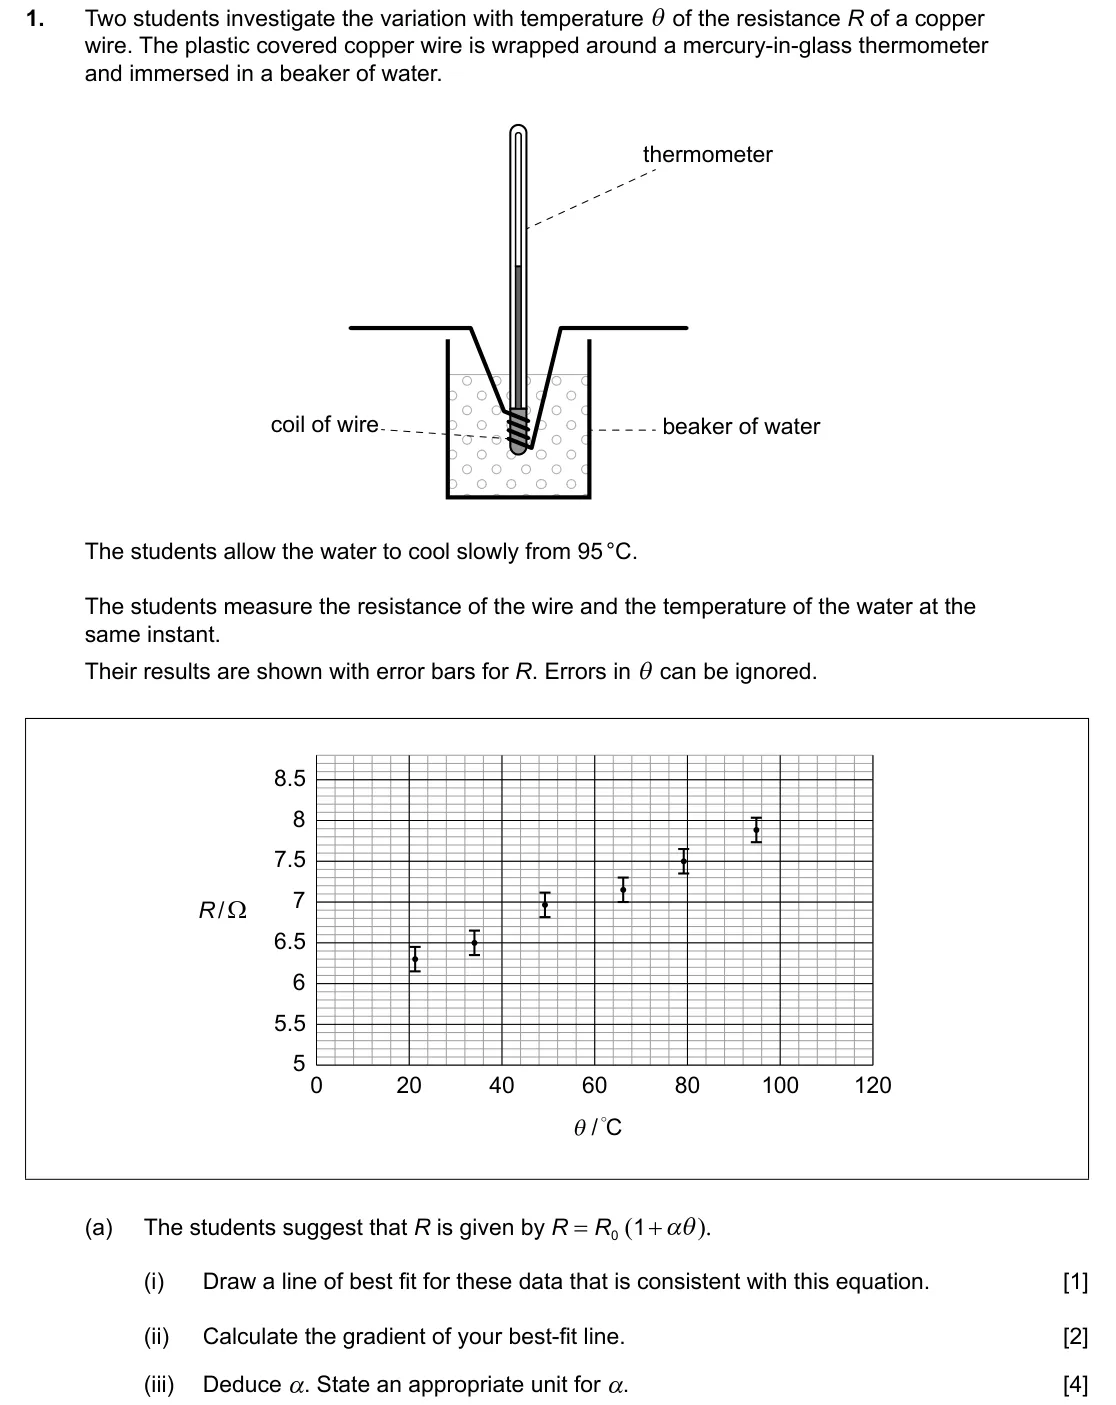 1. Two students investigate the variation with temperature θ of the resistance R of a copper
wire. The plastic covered copper wire is wrapped around a mercury-in-glass thermometer
and immersed in a beaker of water.
thermometer
coil of wire
beaker of water
The students allow the water to cool slowly from 95 °C.
The students measure the resistance of the wire and the temperature of the water at the
same instant.
Their results are shown with error bars for R. Errors in θ can be ignored.
8.5
8
7.5
7
R/Ω
6.5
6
5.5
5
0 20 40 60 80 100 120
θ/°C
(a) The students suggest that R is given by R = R₀ (1 + αθ).
(i) Draw a line of best fit for these data that is consistent with this equation. [1]
(ii) Calculate the gradient of your best-fit line. [2]
(iii) Deduce α. State an appropriate unit for α. [4]